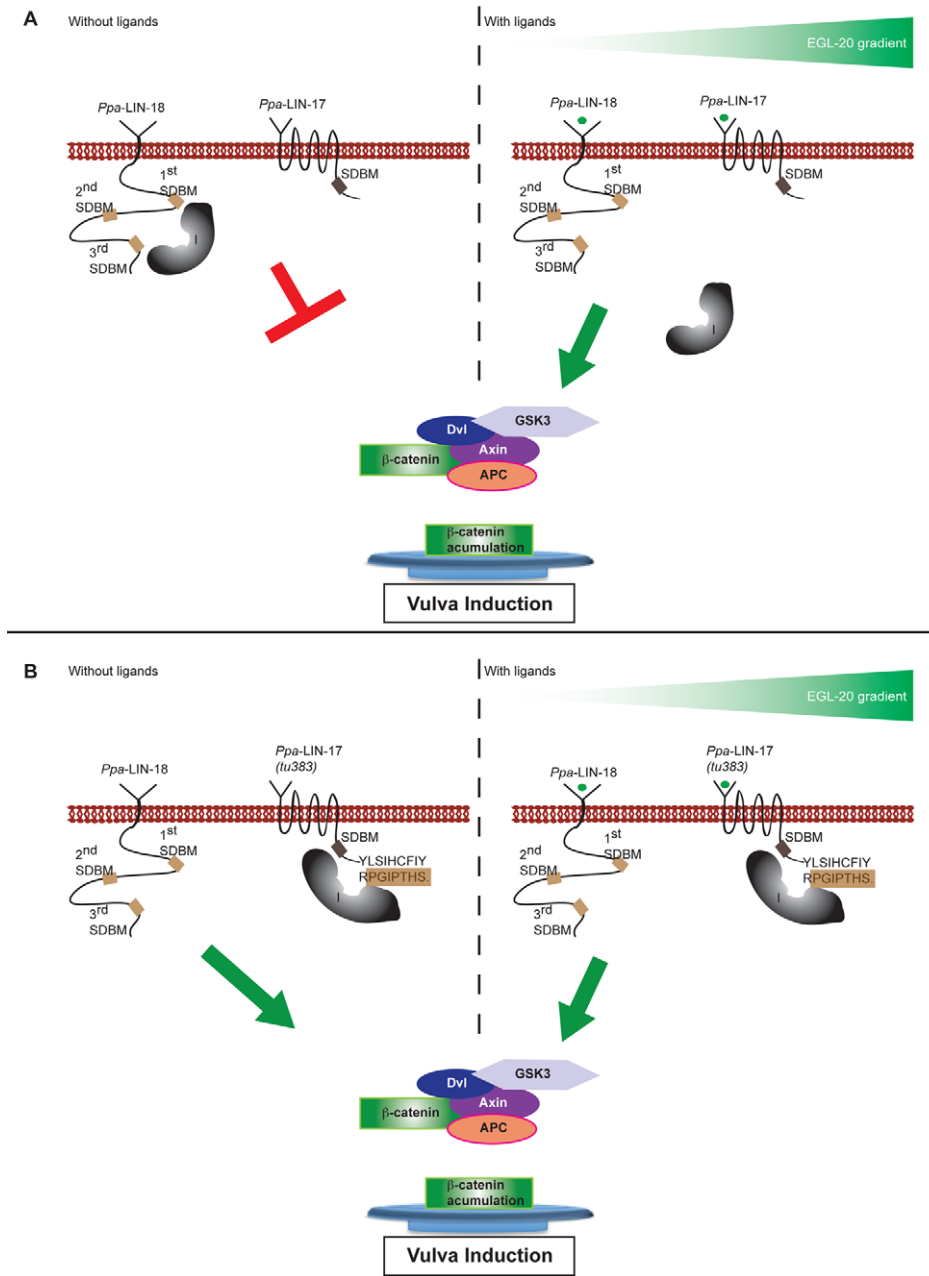 A
Without ligands
With ligands
EGL-20 gradient
Ppa-LIN-18
Ppa-LIN-17
1st
SDBM
2nd
SDBM
3rd
SDBM
I
SDBM
Ppa-LIN-18
Ppa-LIN-17
1st
SDBM
2nd
SDBM
3rd
SDBM
SDBM
I
GSK3
Dvl
Axin
β-catenin
APC
β-catenin
acumulation
Vulva Induction
B
Without ligands
With ligands
EGL-20 gradient
Ppa-LIN-18
Ppa-LIN-17
(tu383)
1st
SDBM
2nd
SDBM
3rd
SDBM
SDBM
YLSIHCFIY
RPGIPTHS.
I
Ppa-LIN-18
Ppa-LIN-17
(tu383)
1st
SDBM
2nd
SDBM
3rd
SDBM
SDBM
YLSIHCFIY
RPGIPTHS.
I
GSK3
Dvl
Axin
β-catenin
APC
β-catenin
acumulation
Vulva Induction